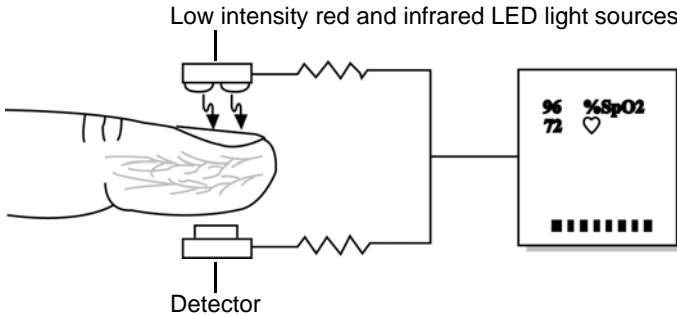 Low intensity red and infrared LED light sources
96 %SpO2
72 ♡
Detector